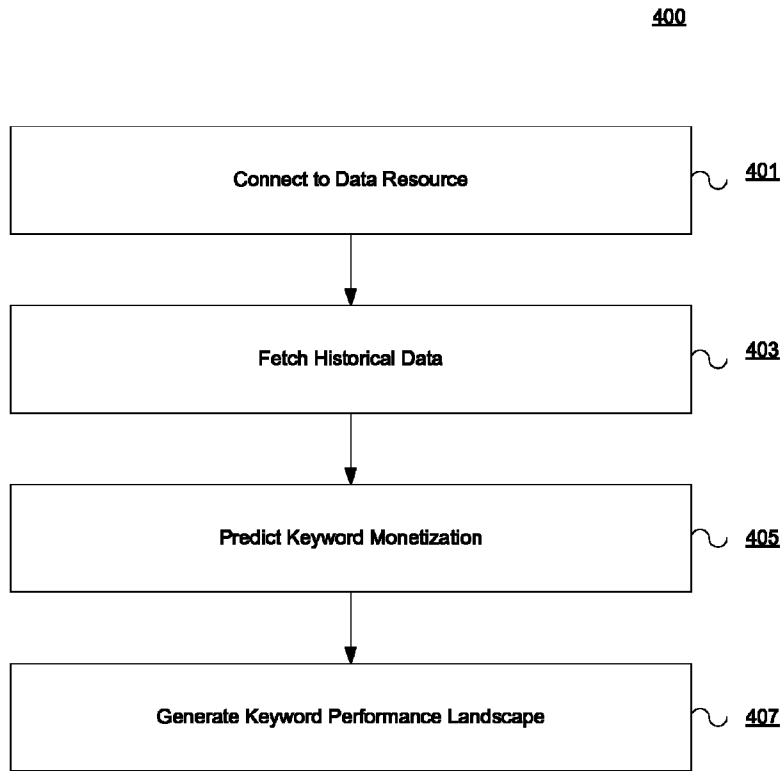 400
Connect to Data Resource
401
Fetch Historical Data
403
Predict Keyword Monetization
405
Generate Keyword Performance Landscape
407